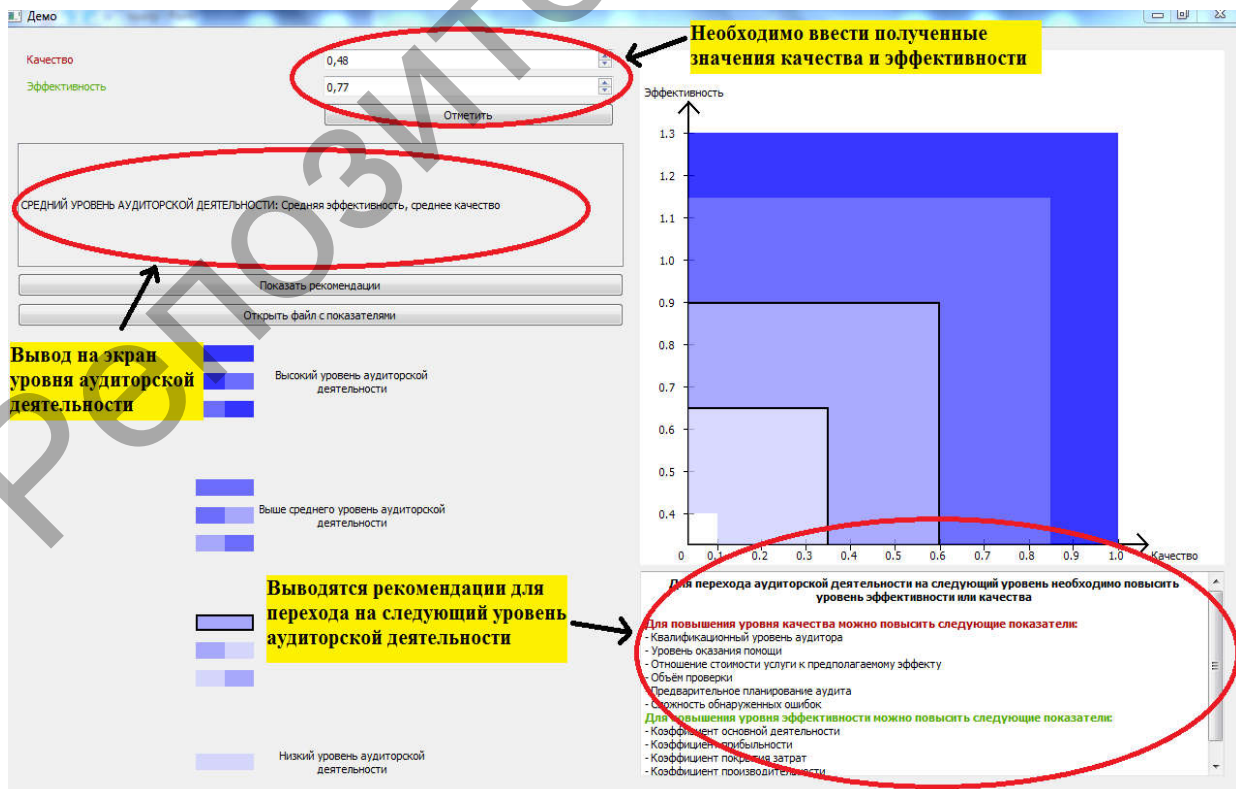 Демо
Необходимо ввести полученные
значения качества и эффективности
Качество
0,48
Эффективность
0,77
Отметить
СРЕДНИЙ УРОВЕНЬ АУДИТОРСКОЙ ДЕЯТЕЛЬНОСТИ: Средняя эффективность, среднее качество
Показать рекомендации
Открыть файл с показателями
Вывод на экран
уровня аудиторской
деятельности
Высокий уровень аудиторской
деятельности
Выше среднего уровень аудиторской
деятельности
Выводятся рекомендации для
перехода на следующий уровень
аудиторской деятельности
Низкий уровень аудиторской
деятельности
Эффективность
1.3
1.2
1.1
1.0
0.9
0.8
0.7
0.6
0.5
0.4
0 0.1 0.2 0.3 0.4 0.5 0.6 0.7 0.8 0.9 1.0 Качество
Для перехода аудиторской деятельности на следующий уровень необходимо повысить
уровень эффективности или качества
Для повышения уровня качества можно повысить следующие показатели:
- Квалификационный уровень аудитора
- Уровень оказания помощи
- Отношение стоимости услуги к предполагаемому эффекту
- Объём проверки
- Предварительное планирование аудита
- Сложность обнаруженных ошибок
Для повышения уровня эффективности можно повысить следующие показатели:
- Коэффициент основной деятельности
- Коэффициент прибыльности
- Коэффициент покрытия затрат
- Коэффициент производительности